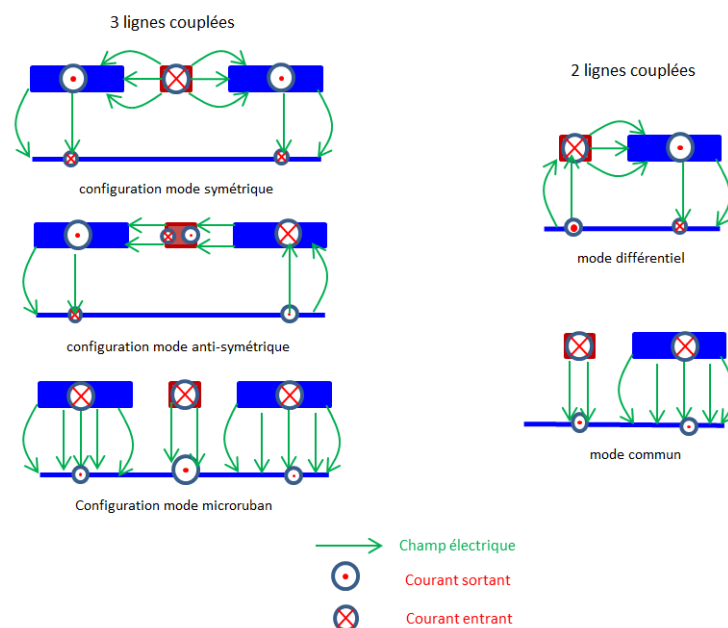 3 lignes couplées
configuration mode symétrique
configuration mode anti-symétrique
Configuration mode microruban
2 lignes couplées
mode différentiel
mode commun
Champ électrique
Courant sortant
Courant entrant